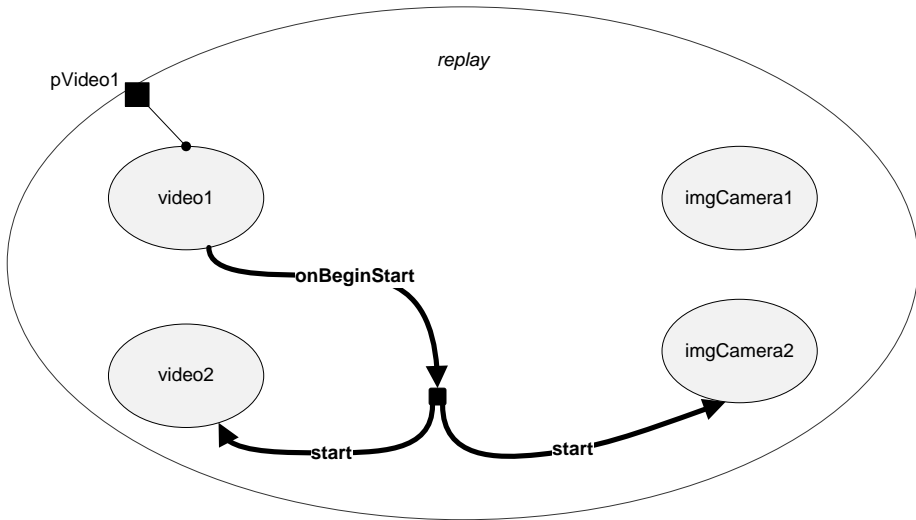 replay
pVideo1
video1
imgCamera1
onBeginStart
video2
imgCamera2
start
start